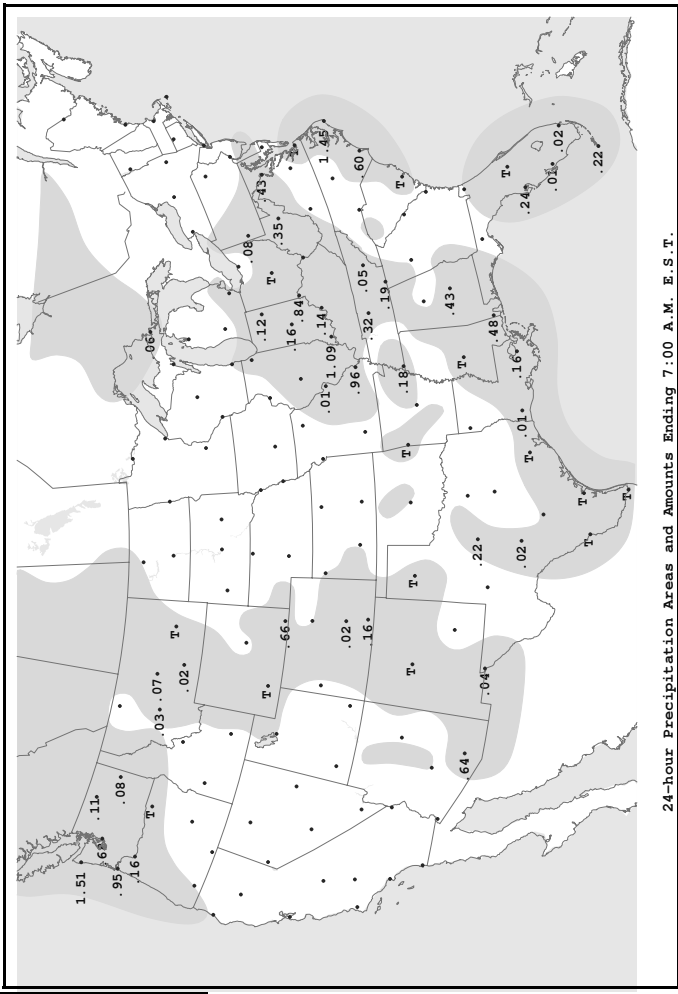 1.51
.11
.95
.08
.16
.06
T
.07
.03
T
.02
.08
.43
.12
T
T
.35
.66
.16
T
.84
.14
1.45
.01
1.09
.02
.96
.60
.05
.16
.32
.19
T
.18
T
T
T
.43
T
.64
.22
.04
.48
T
.16
.01
.02
.24
T
.01
.02
T
T
.22
T
24-hour Precipitation Areas and Amounts Ending 7:00 A.M. E.S.T.